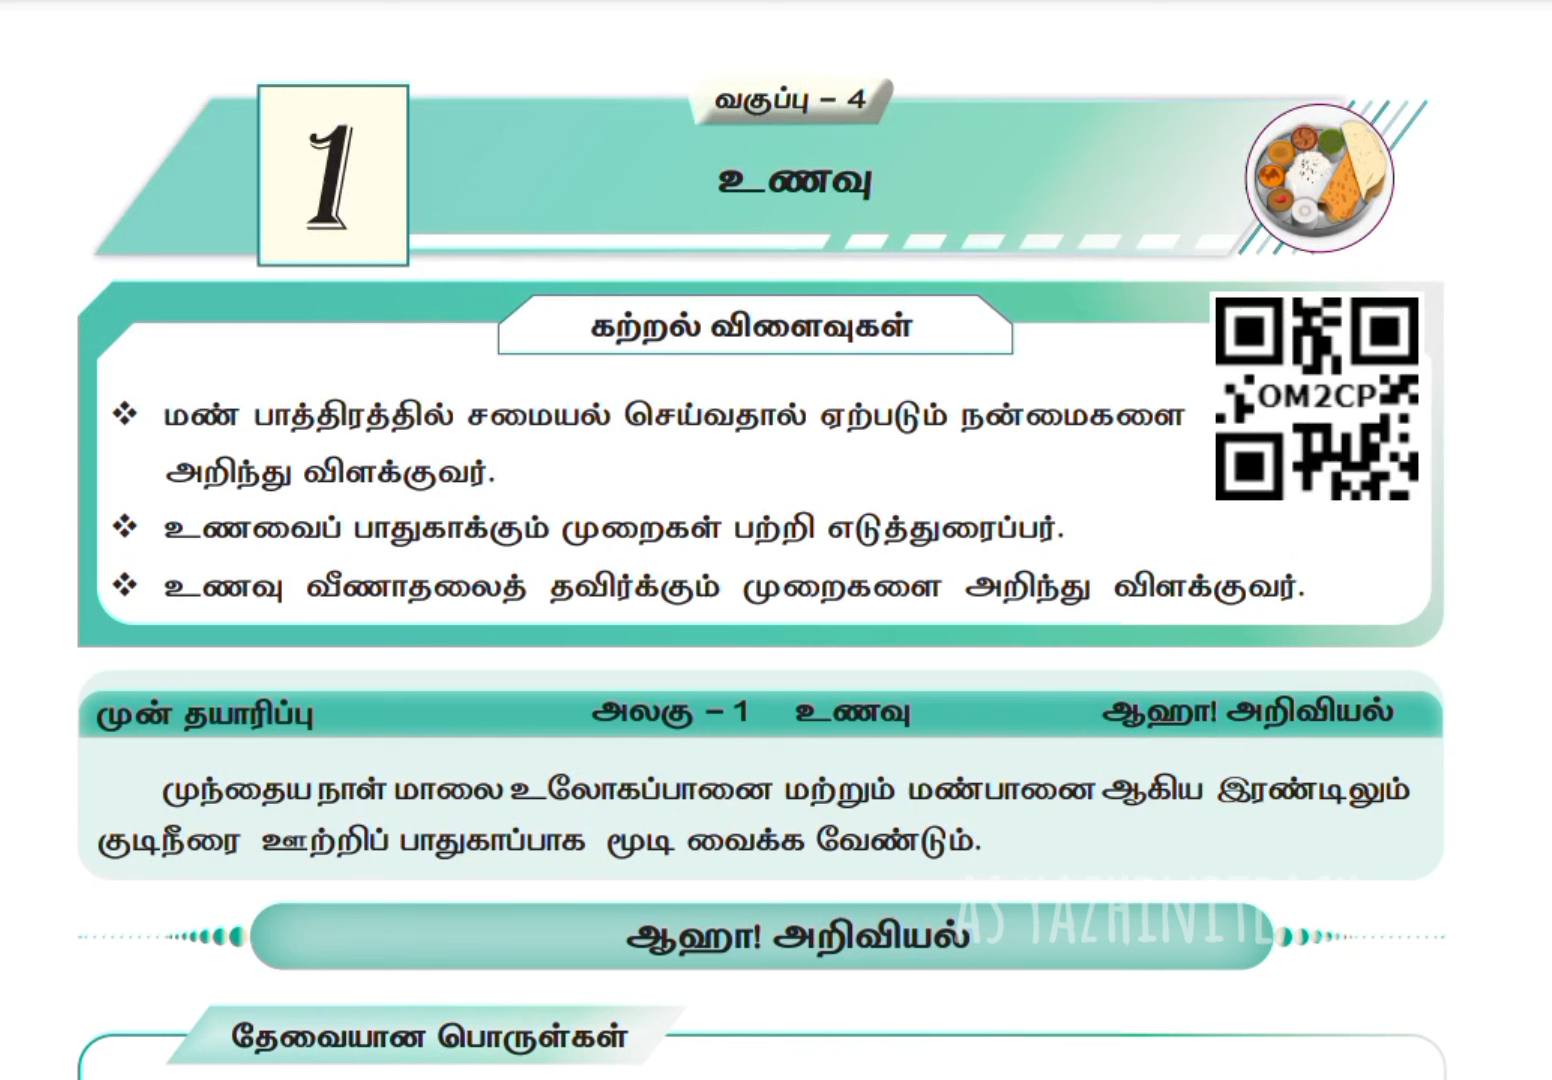 வகுப்பு – 4
1
உணவு
கற்றல் விளைவுகள்
OM2CP
❖ மண் பாத்திரத்தில் சமையல் செய்வதால் ஏற்படும் நன்மைகளை
அறிந்து விளக்குவர்.
❖ உணவைப் பாதுகாக்கும் முறைகள் பற்றி எடுத்துரைப்பர்.
❖ உணவு வீணாதலைத் தவிர்க்கும் முறைகளை அறிந்து விளக்குவர்.
முன் தயாரிப்பு அலகு – 1 உணவு ஆஹா! அறிவியல்
முந்தைய நாள் மாலை உலோகப்பானை மற்றும் மண்பானை ஆகிய இரண்டிலும்
குடிநீரை ஊற்றிப் பாதுகாப்பாக மூடி வைக்க வேண்டும்.
ஆஹா! அறிவியல்
தேவையான பொருள்கள்